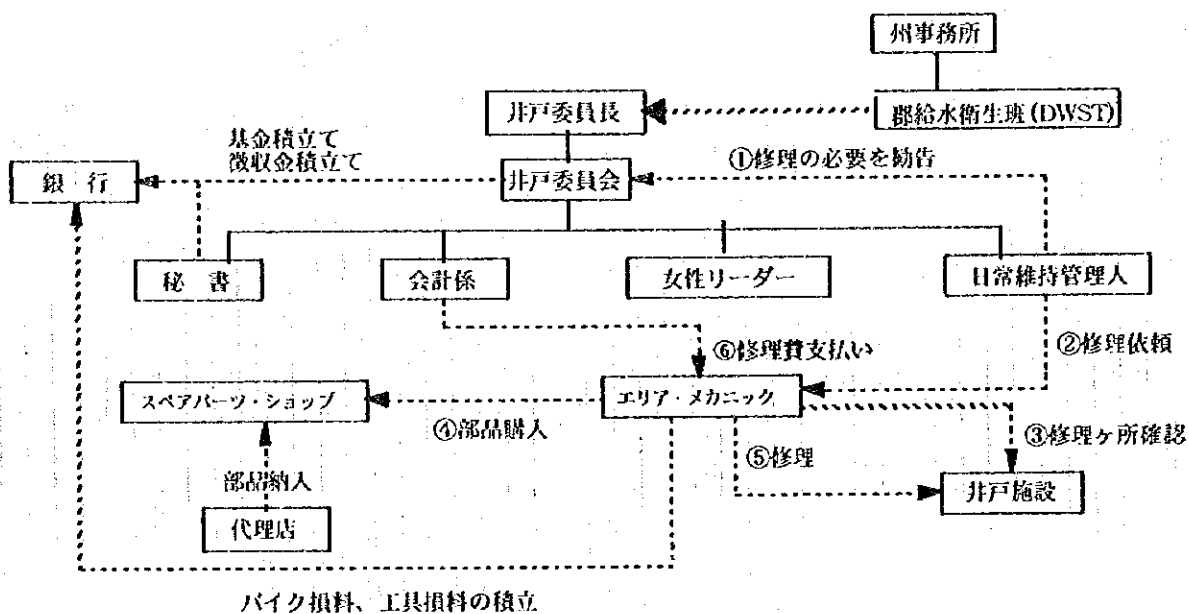 州事務所
井戸委員長
郡給水衛生班(DWST)
基金積立て
徴収金積立て
①修理の必要を勧告
銀 行
井戸委員会
秘 書
会計係
女性リーダー
日常維持管理人
⑥修理費支払い
②修理依頼
スペアパーツ・ショップ
エリア・メカニック
④部品購入
③修理ヶ所確認
⑤修理
部品納入
井戸施設
代理店
バイク損料、工具損料の積立